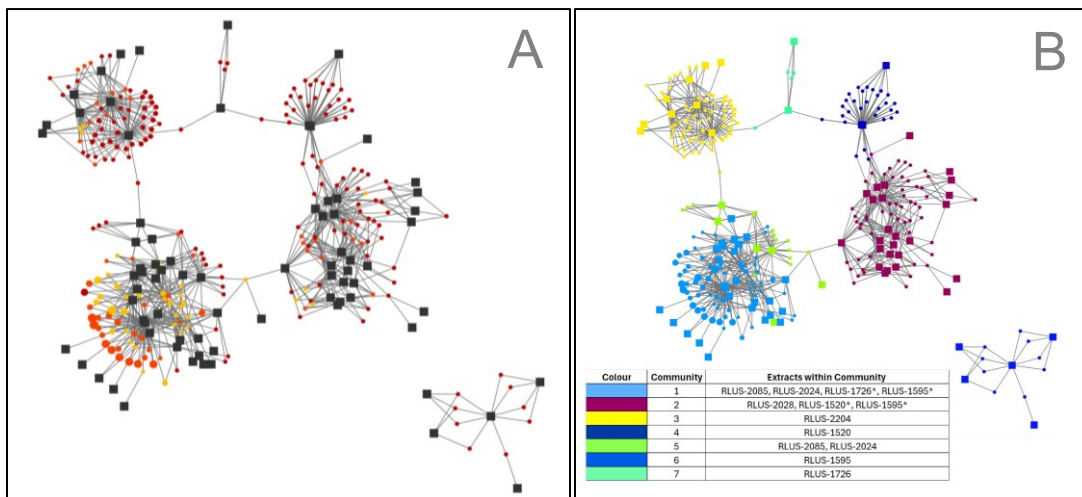 A
B
Colour Community Extracts within Community
1 RLUS-2085, RLUS-2024, RLUS-1726*, RLUS-1595*
2 RLUS-2028, RLUS-1520*, RLUS-1595*
3 RLUS-2204
4 RLUS-1520
5 RLUS-2085, RLUS-2024
6 RLUS-1595
7 RLUS-1726